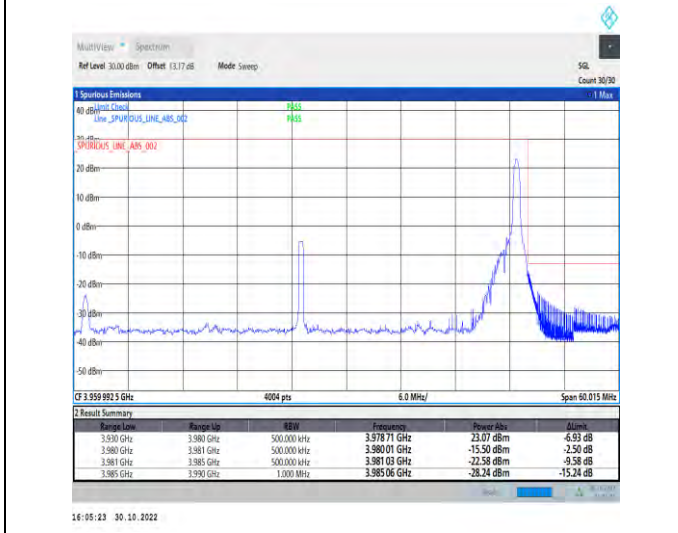 MultiView Spectrum
Ref Level 30.00 dBm Offset 13.17 dB Mode Sweep SGL
Count 30/30
1 Spurious Emissions 1 Max
40 dBm Limit Check PASS
Line _SPURIOUS_LINE_ABS_002 PASS
30 dBm
_SPURIOUS_LINE_ABS_002
20 dBm
10 dBm
0 dBm
-10 dBm
-20 dBm
-30 dBm
-40 dBm
-50 dBm
CF 3.959 992 5 GHz 4004 pts 6.0 MHz/ Span 60.015 MHz
2 Result Summary
Range Low Range Up RBW Frequency Power Abs ΔLimit
3.930 GHz 3.980 GHz 500.000 kHz 3.978 71 GHz 23.07 dBm -6.93 dB
3.980 GHz 3.981 GHz 500.000 kHz 3.980 01 GHz -15.50 dBm -2.50 dB
3.981 GHz 3.985 GHz 500.000 kHz 3.981 03 GHz -22.58 dBm -9.58 dB
3.985 GHz 3.990 GHz 1.000 MHz 3.985 06 GHz -28.24 dBm -15.24 dB
16:05:23 30.10.2022